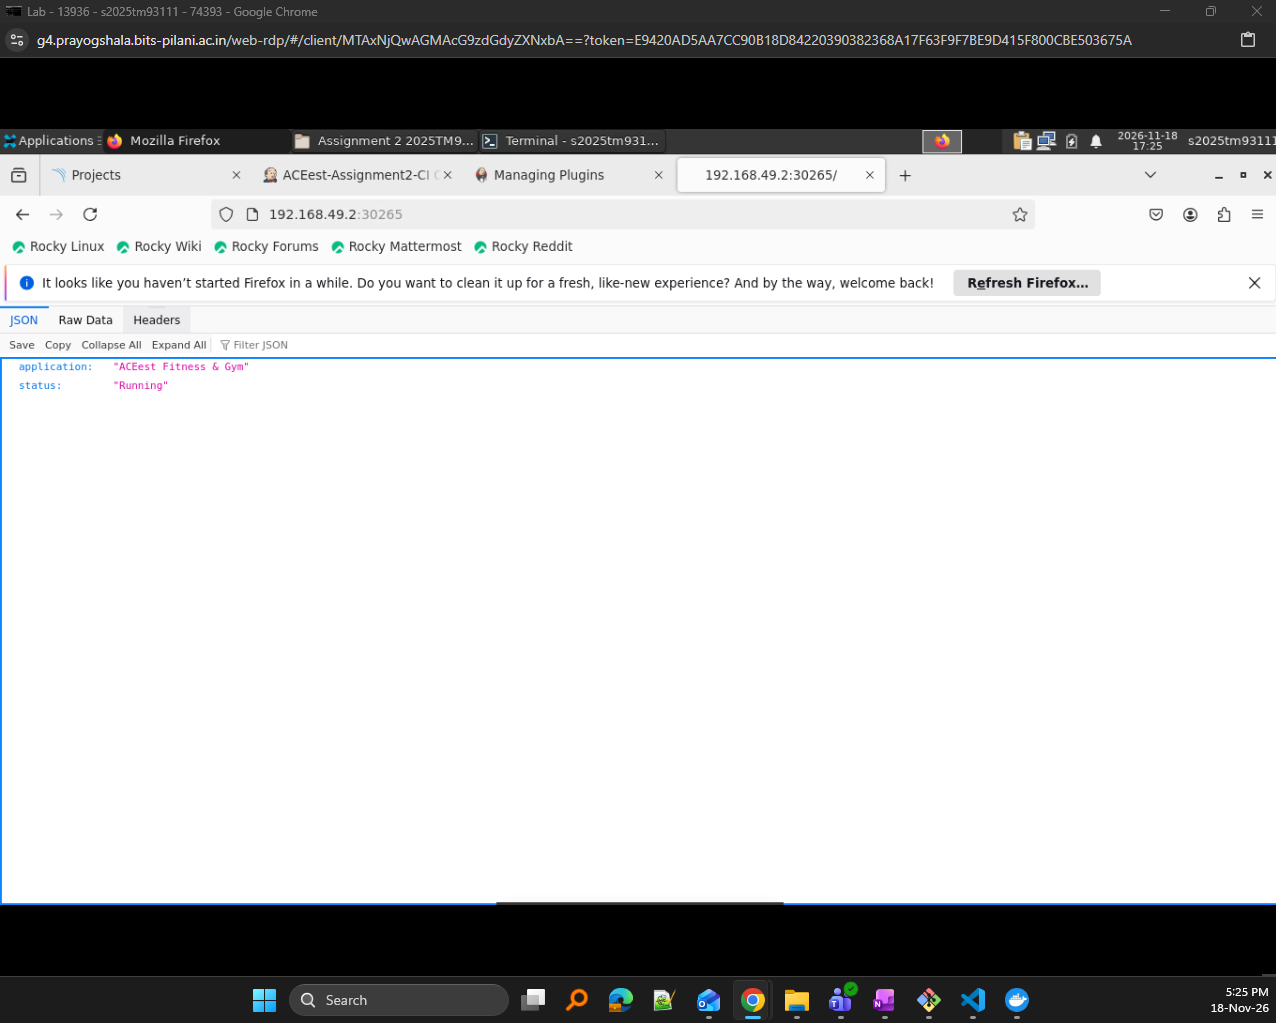 Lab - 13936 - s2025tm93111 - 74393 - Google Chrome
g4.prayogshala.bits-pilani.ac.in/web-rdp/#/client/MTAxNjQwAGMAcG9zdGdyZXNxbA==?token=E9420AD5AA7CC90B18D84220390382368A17F63F9F7BE9D415F800CBE503675A
Applications Mozilla Firefox Assignment 2 2025TM9... Terminal - s2025tm931... 2026-11-18 s2025tm93111
17:25
Projects ACEest-Assignment2-CI Managing Plugins 192.168.49.2:30265/
192.168.49.2:30265
Rocky Linux Rocky Wiki Rocky Forums Rocky Mattermost Rocky Reddit
It looks like you haven’t started Firefox in a while. Do you want to clean it up for a fresh, like-new experience? And by the way, welcome back! Refresh Firefox...
JSON Raw Data Headers
Save Copy Collapse All Expand All Filter JSON
application: "ACEest Fitness & Gym"
status: "Running"
Search
5:25 PM
18-Nov-26